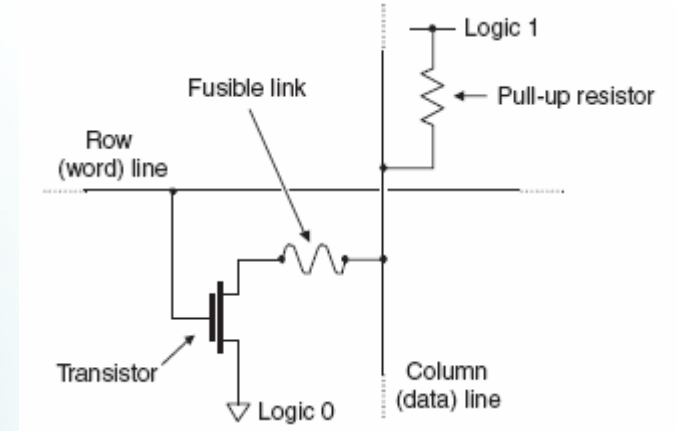 Logic 1
Fusible link
Pull-up resistor
Row
(word) line
Transistor
Column
(data) line
Logic 0